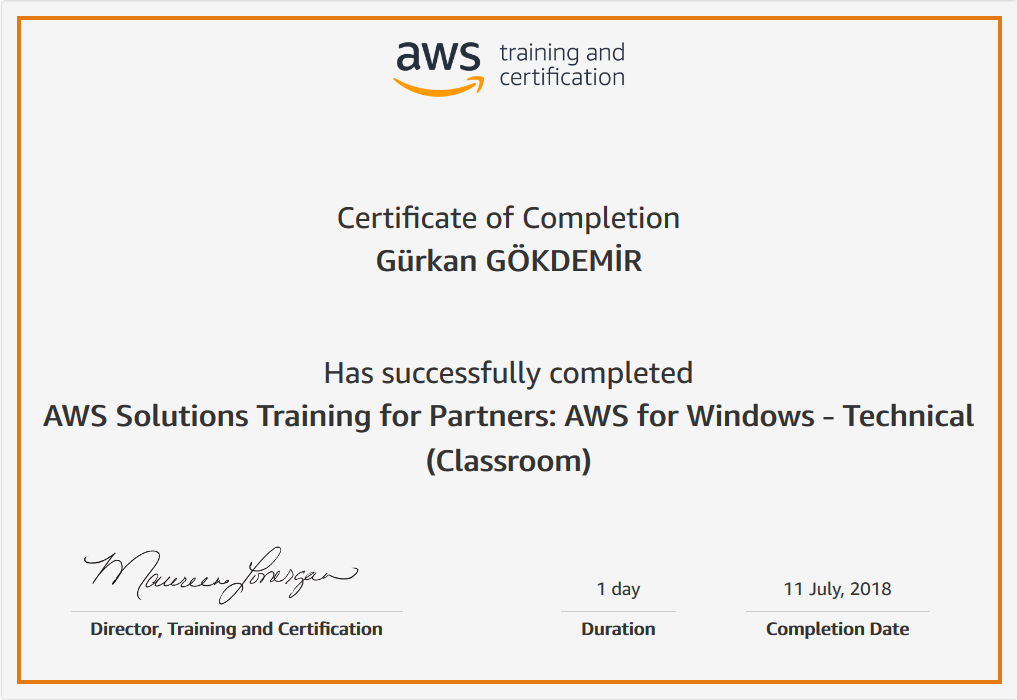 aws training and
certification
Certificate of Completion
Gürkan GÖKDEMİR
Has successfully completed
AWS Solutions Training for Partners: AWS for Windows - Technical
(Classroom)
Maureen Lonergan
1 day
11 July, 2018
Director, Training and Certification
Duration
Completion Date